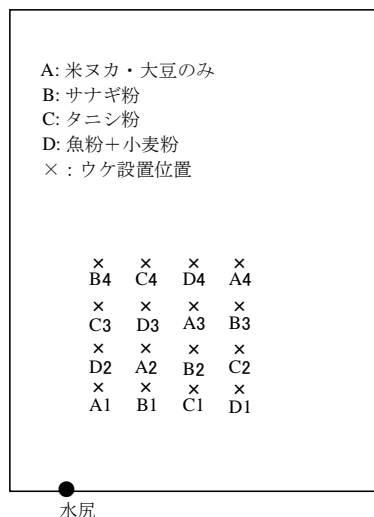 A: 米ヌカ・大豆のみ
B: サナギ粉
C: タニシ粉
D: 魚粉＋小麦粉
×：ウケ設置位置
× × × ×
B4 C4 D4 A4
× × × ×
C3 D3 A3 B3
× × × ×
D2 A2 B2 C2
× × × ×
A1 B1 C1 D1
水尻